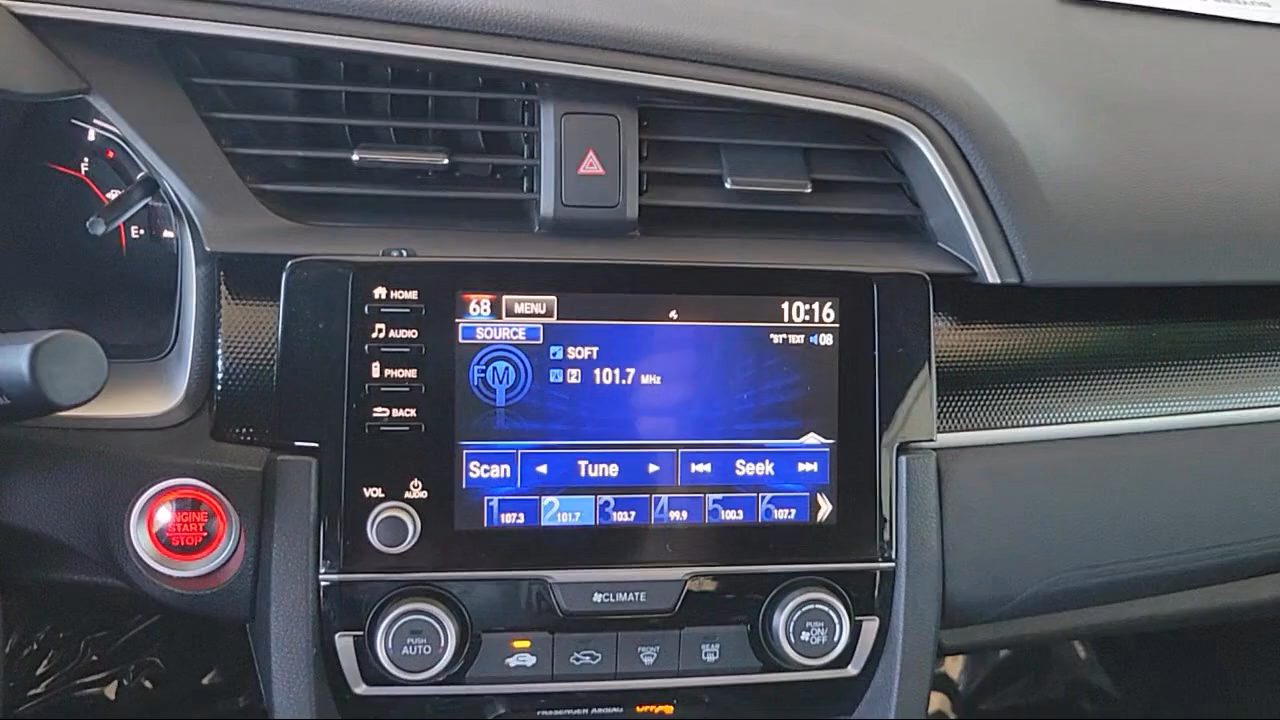 F
E
HOME
AUDIO
PHONE
BACK
VOL
AUDIO
68 MENU 10:16
SOURCE
"ST" TEXT 08
FM
SOFT
2 101.7 MHz
Scan Tune Seek
1 107.3 2 101.7 3 103.7 4 99.9 5 100.3 6 107.7
ENGINE
START
STOP
CLIMATE
PUSH
AUTO
FRONT
REAR
PUSH
ON/
OFF
PASSENGER AIRBAG